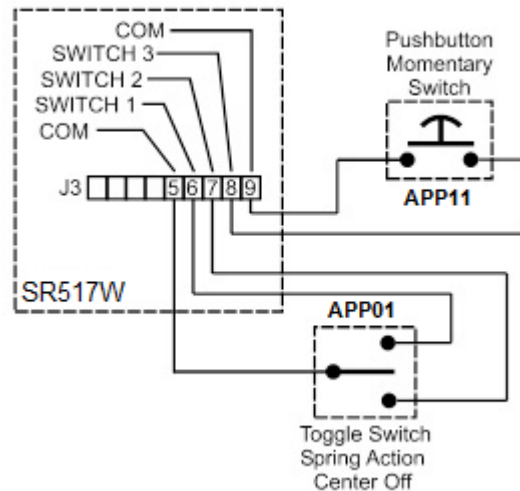 COM
SWITCH 3
SWITCH 2
SWITCH 1
COM
J3
5 6 7 8 9
SR517W
Pushbutton
Momentary
Switch
APP11
APP01
Toggle Switch
Spring Action
Center Off